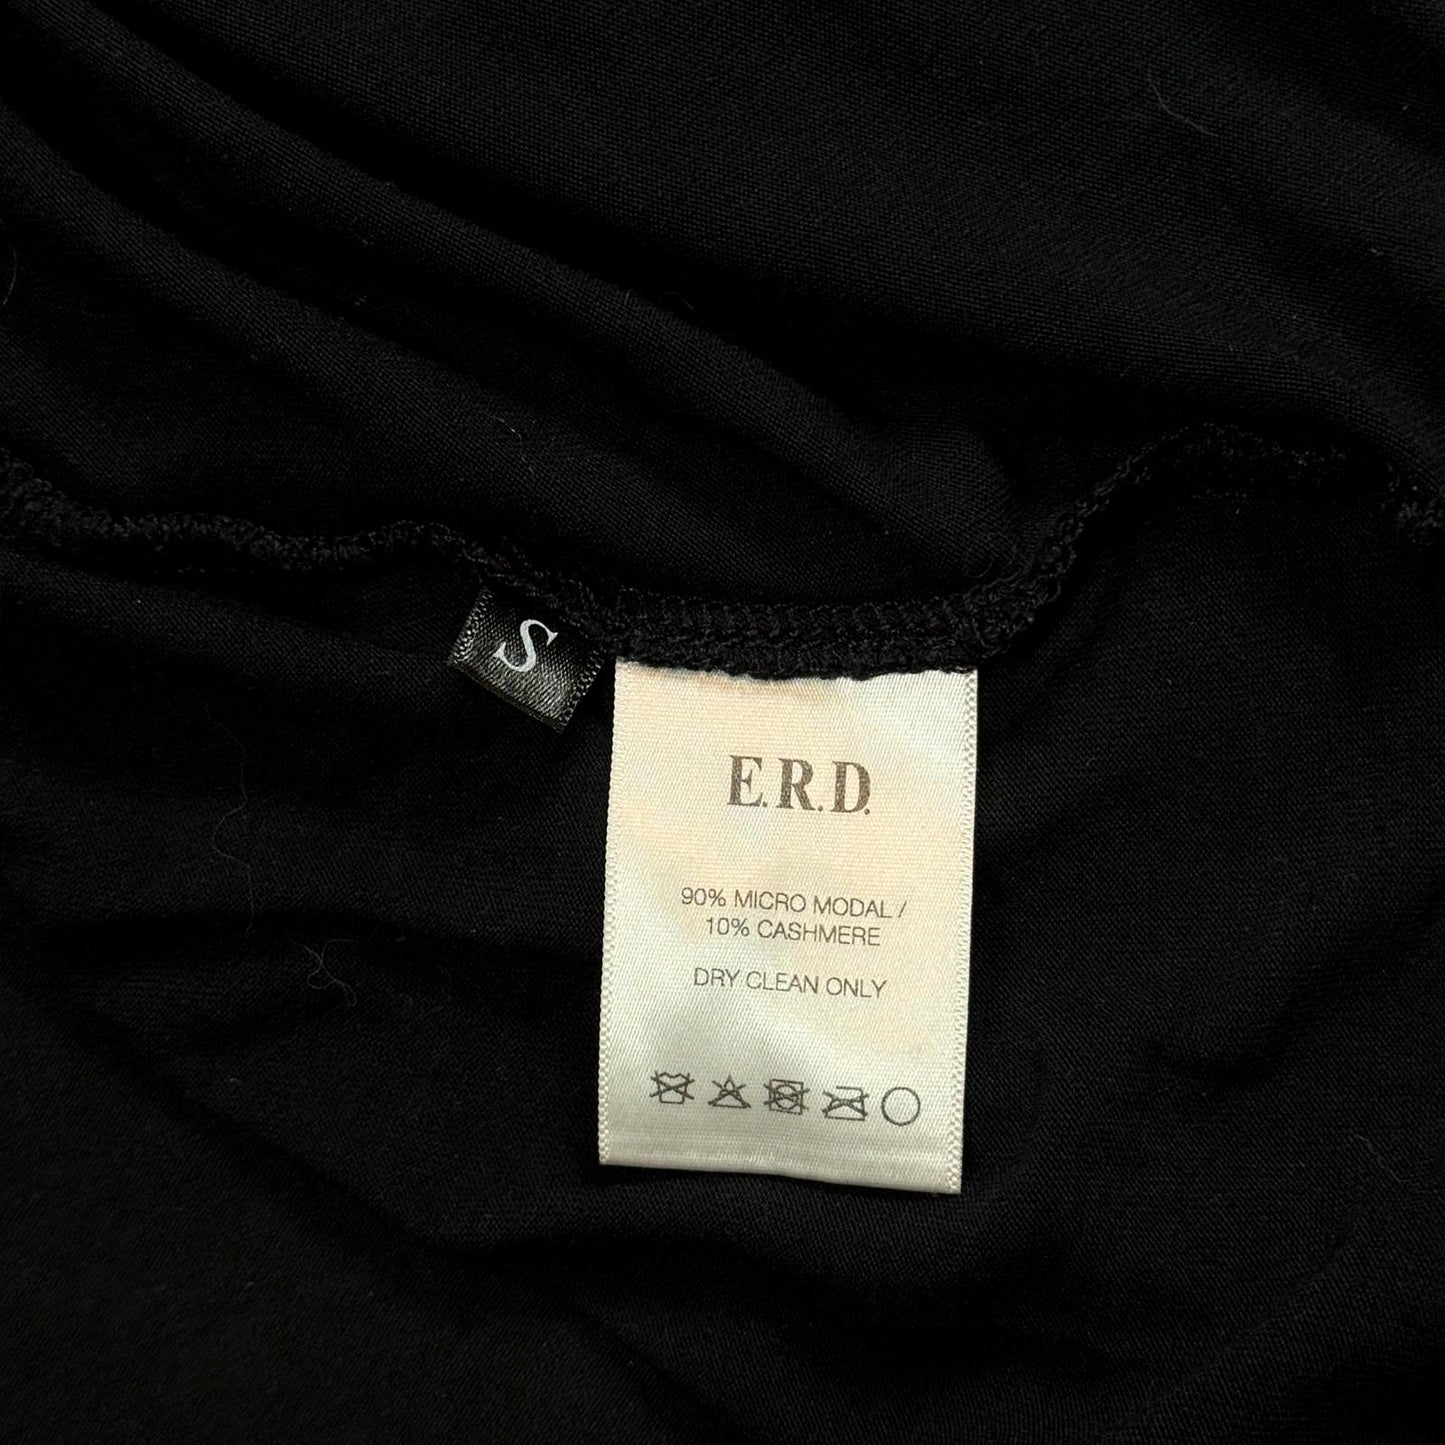 S
E.R.D.
90% MICRO MODAL /
10% CASHMERE
DRY CLEAN ONLY